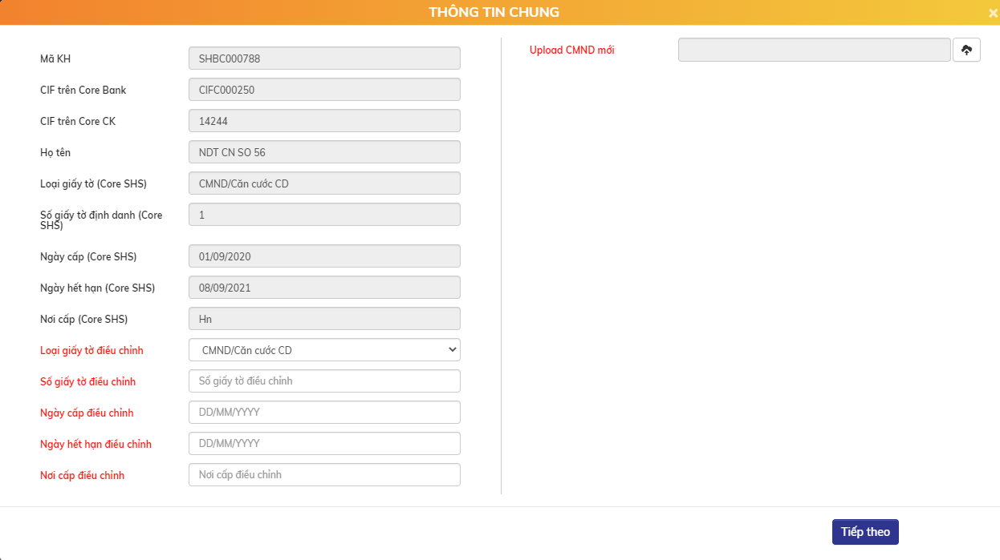 THÔNG TIN CHUNG
×
Mã KH
SHBC000788
CIF trên Core Bank
CIFC000250
CIF trên Core CK
14244
Họ tên
NDT CN SO 56
Loại giấy tờ (Core SHS)
CMND/Căn cước CD
Số giấy tờ định danh (Core
SHS)
1
Ngày cấp (Core SHS)
01/09/2020
Ngày hết hạn (Core SHS)
08/09/2021
Nơi cấp (Core SHS)
Hn
Loại giấy tờ điều chỉnh
CMND/Căn cước CD
Số giấy tờ điều chỉnh
Số giấy tờ điều chỉnh
Ngày cấp điều chỉnh
DD/MM/YYYY
Ngày hết hạn điều chỉnh
DD/MM/YYYY
Nơi cấp điều chỉnh
Nơi cấp điều chỉnh
Upload CMND mới
Tiếp theo